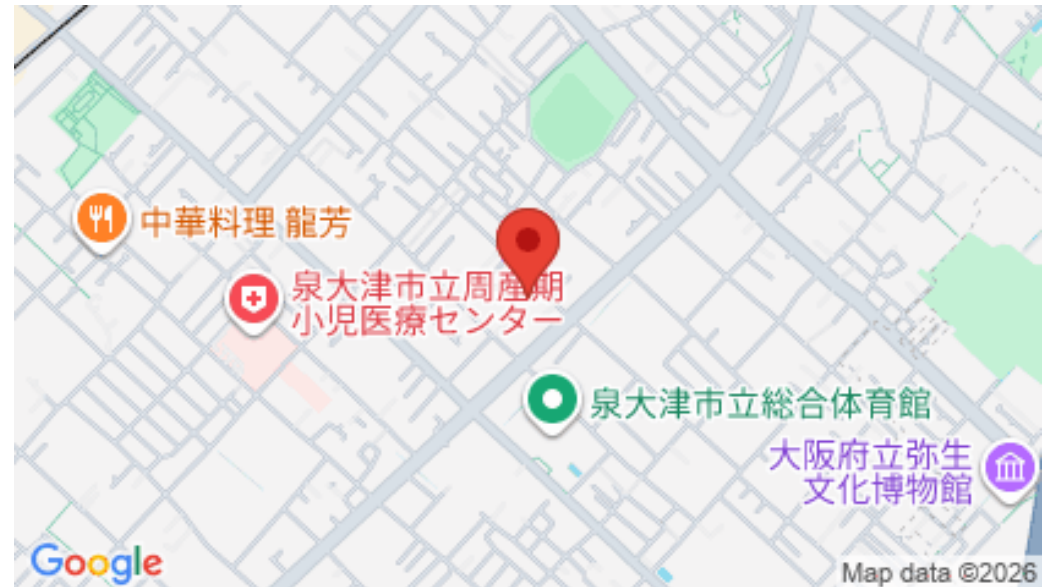 中華料理 龍芳
泉大津市立周産期
小児医療センター
泉大津市立総合体育館
大阪府立弥生
文化博物館
Google
Map data ©2026